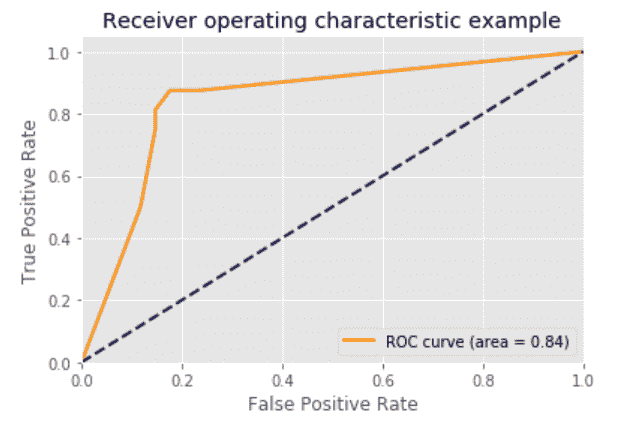 Receiver operating characteristic example
True Positive Rate
1.0
0.8
0.6
0.4
0.2
0.0
ROC curve (area = 0.84)
0.0 0.2 0.4 0.6 0.8 1.0
False Positive Rate